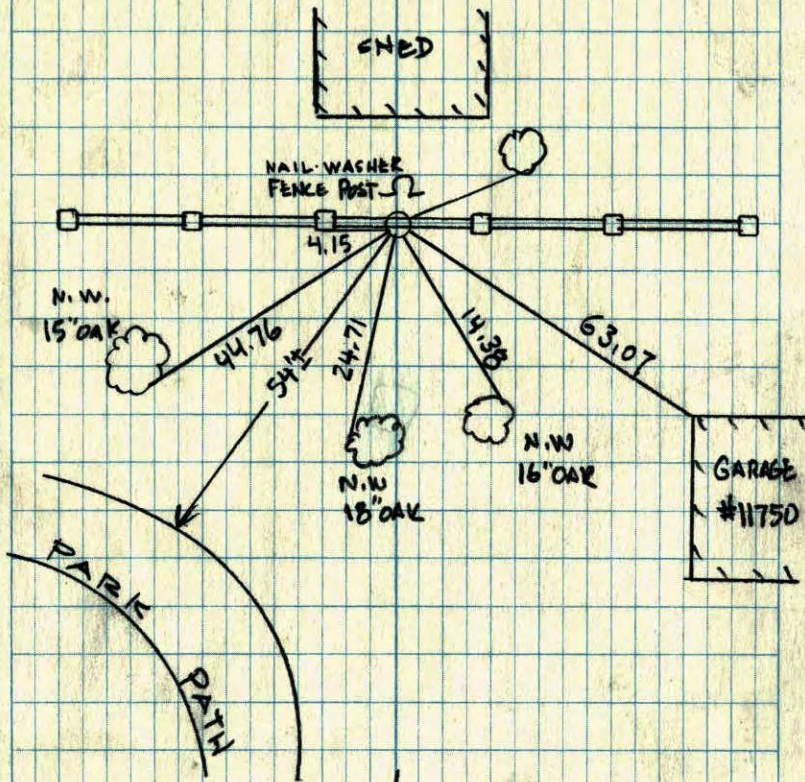 SHED
NAIL-WASHER
FENCE POST
4.15
N.W.
15" OAK
44.76
54'±
24.71
14.38
63.07
N.W
18" OAK
N.W
16" OAK
GARAGE
#11750
PARK
PATH